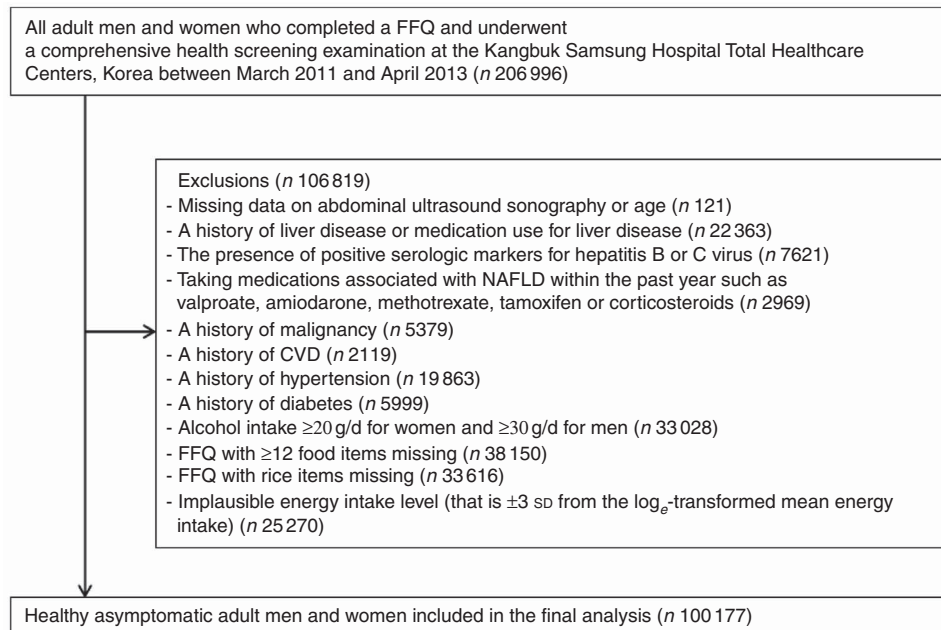 All adult men and women who completed a FFQ and underwent
a comprehensive health screening examination at the Kangbuk Samsung Hospital Total Healthcare
Centers, Korea between March 2011 and April 2013 (n 206 996)
Exclusions (n 106 819)
- Missing data on abdominal ultrasound sonography or age (n 121)
- A history of liver disease or medication use for liver disease (n 22 363)
- The presence of positive serologic markers for hepatitis B or C virus (n 7621)
- Taking medications associated with NAFLD within the past year such as
valproate, amiodarone, methotrexate, tamoxifen or corticosteroids (n 2969)
- A history of malignancy (n 5379)
- A history of CVD (n 2119)
- A history of hypertension (n 19 863)
- A history of diabetes (n 5999)
- Alcohol intake ≥20 g/d for women and ≥30 g/d for men (n 33 028)
- FFQ with ≥12 food items missing (n 38 150)
- FFQ with rice items missing (n 33 616)
- Implausible energy intake level (that is ±3 SD from the logₑ-transformed mean energy
intake) (n 25 270)
Healthy asymptomatic adult men and women included in the final analysis (n 100 177)